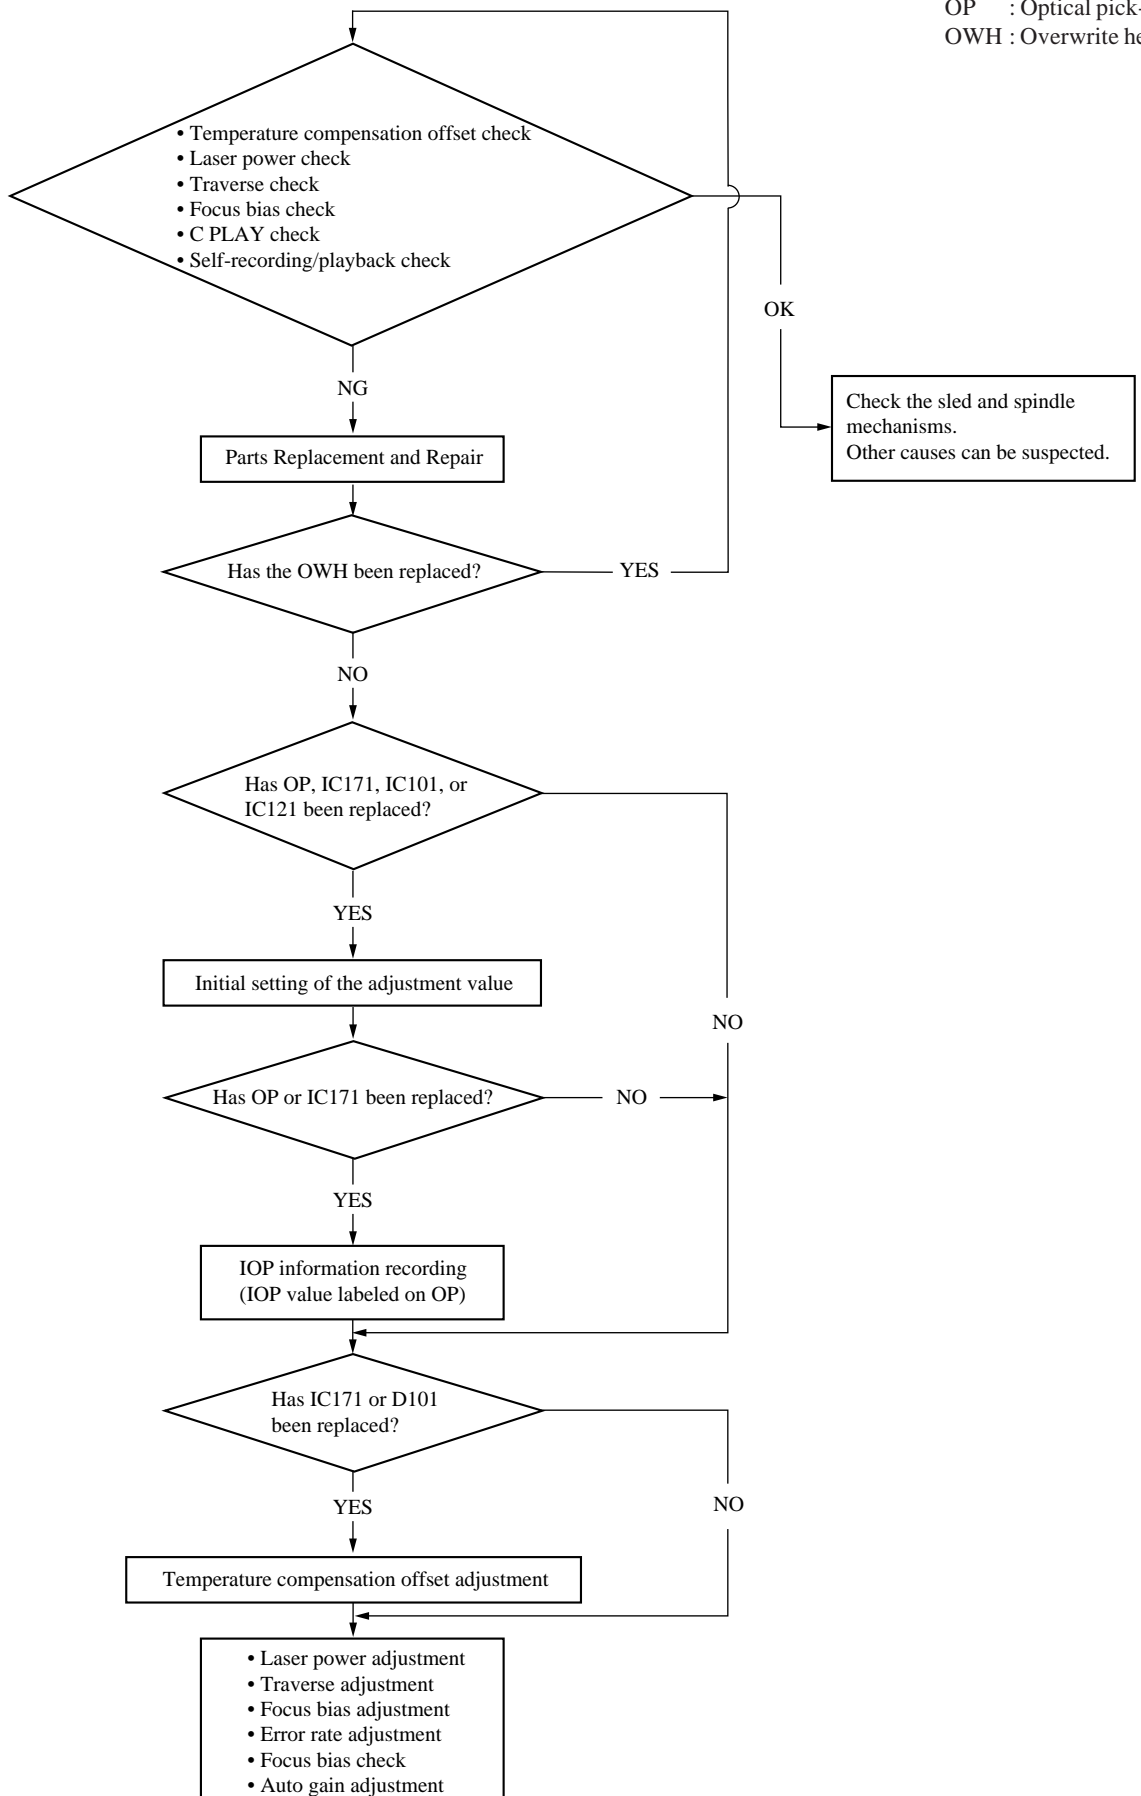 OP : Optical pick-
OWH : Overwrite he
• Temperature compensation offset check
• Laser power check
• Traverse check
• Focus bias check
• C PLAY check
• Self-recording/playback check
OK
NG
Check the sled and spindle
mechanisms.
Other causes can be suspected.
Parts Replacement and Repair
Has the OWH been replaced?
YES
NO
Has OP, IC171, IC101, or
IC121 been replaced?
YES
Initial setting of the adjustment value
NO
Has OP or IC171 been replaced?
NO
YES
IOP information recording
(IOP value labeled on OP)
Has IC171 or D101
been replaced?
YES
NO
Temperature compensation offset adjustment
• Laser power adjustment
• Traverse adjustment
• Focus bias adjustment
• Error rate adjustment
• Focus bias check
• Auto gain adjustment